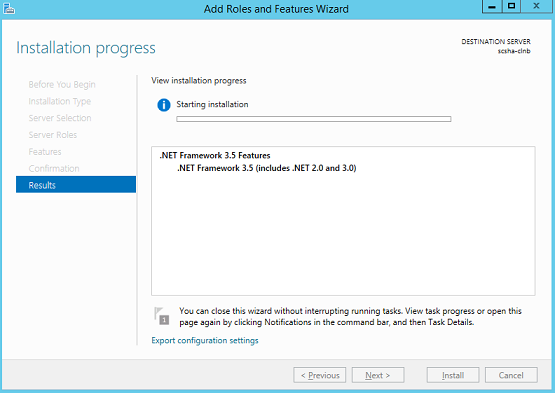 Add Roles and Features Wizard
Installation progress
DESTINATION SERVER
scsha-clnb
Before You Begin
Installation Type
Server Selection
Server Roles
Features
Confirmation
Results
View installation progress
Starting installation
.NET Framework 3.5 Features
.NET Framework 3.5 (includes .NET 2.0 and 3.0)
1
You can close this wizard without interrupting running tasks. View task progress or open this
page again by clicking Notifications in the command bar, and then Task Details.
Export configuration settings
< Previous
Next >
Install
Cancel